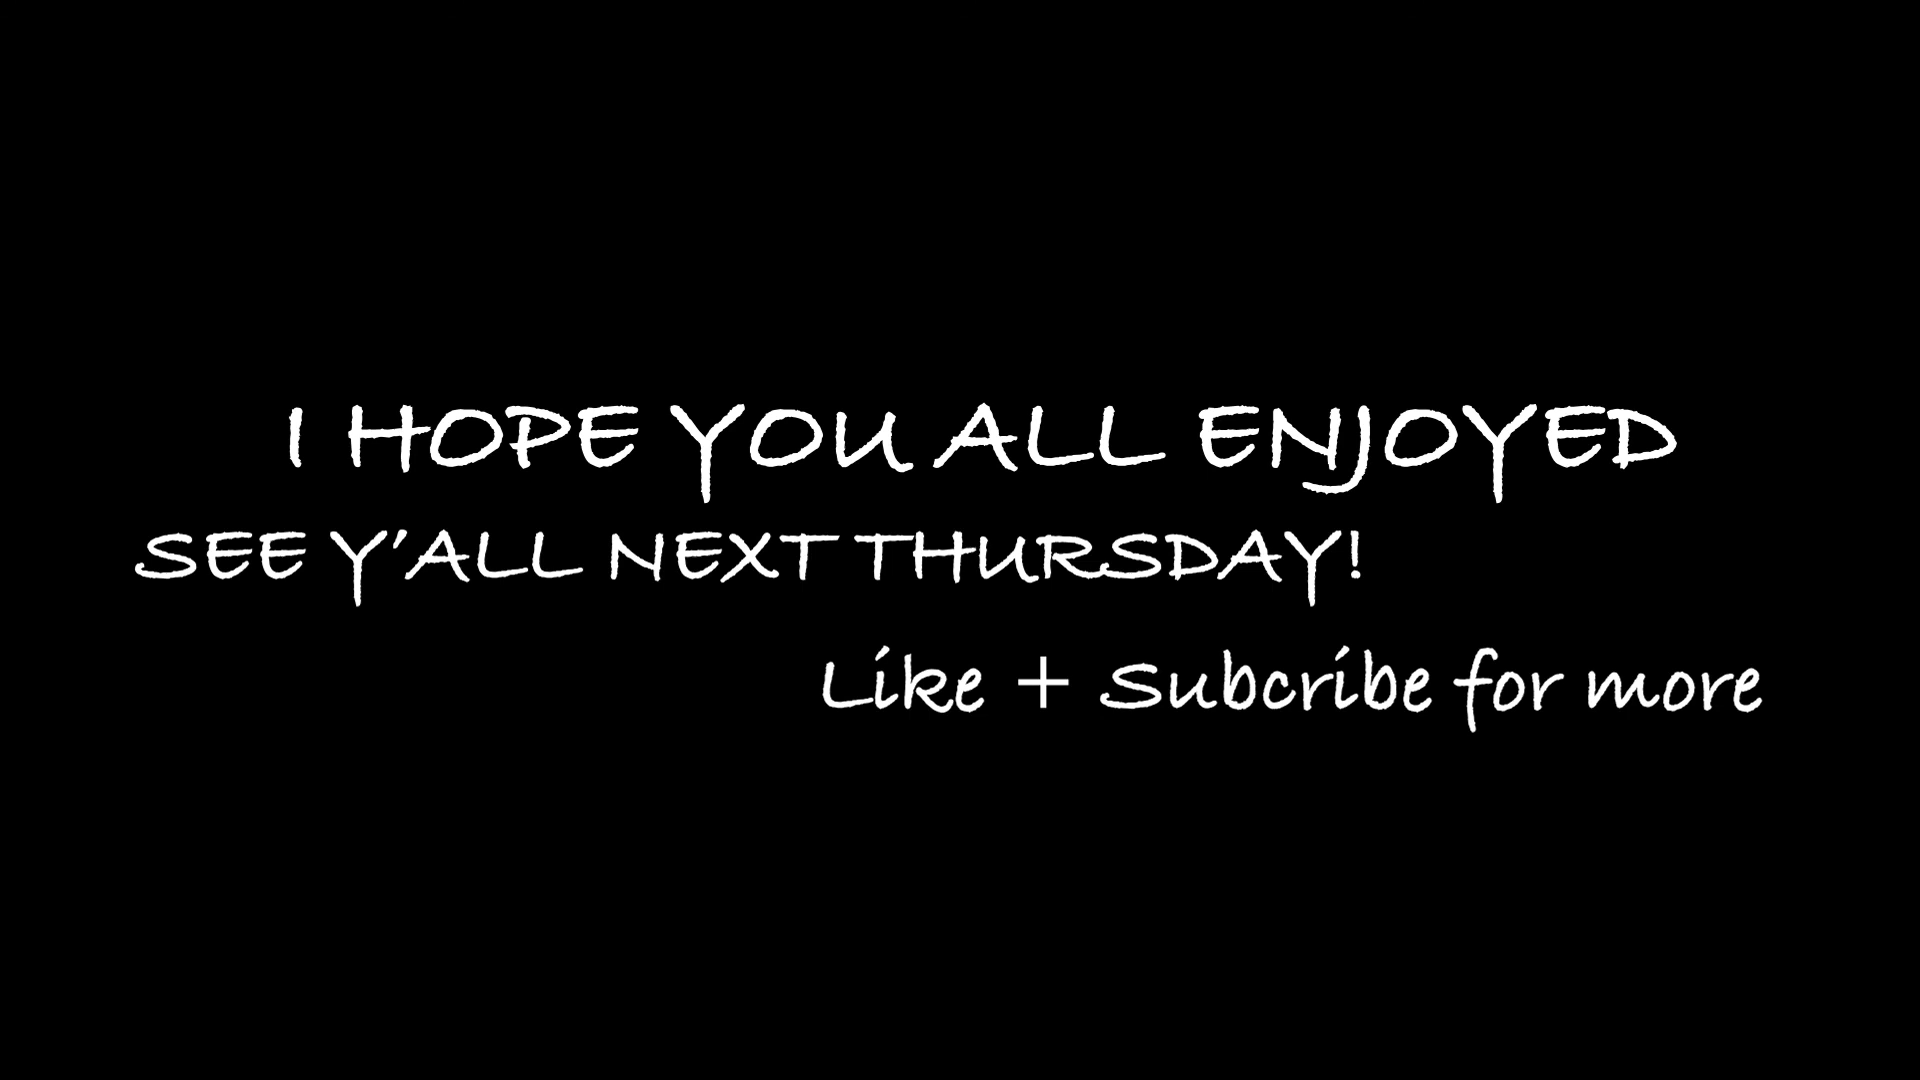 I HOPE YOU ALL ENJOYED
SEE Y'ALL NEXT THURSDAY!
Like + Subcribe for more